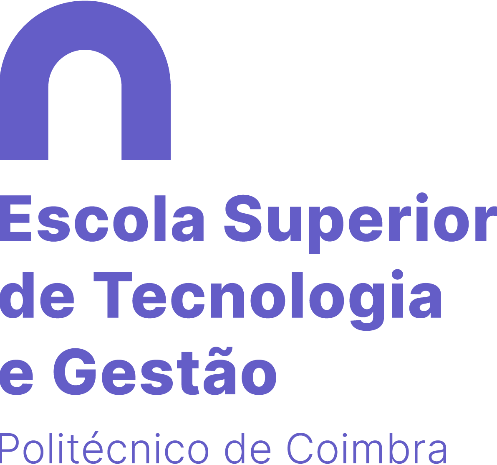 Escola Superior
de Tecnologia
e Gestão
Politécnico de Coimbra